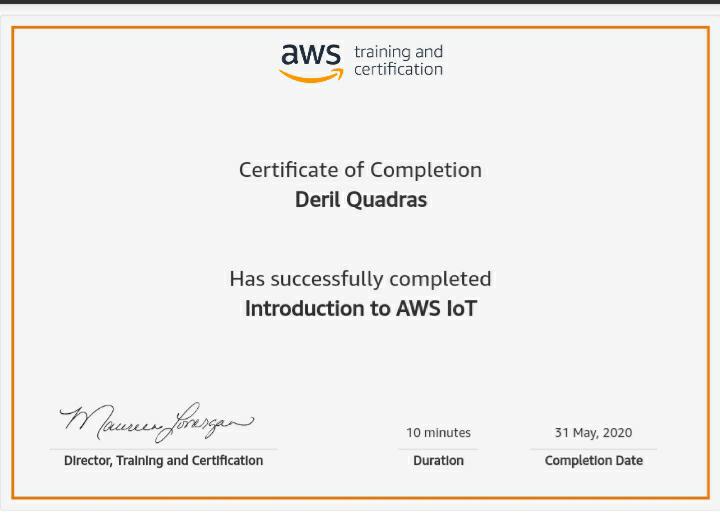 aws training and
certification
Certificate of Completion
Deril Quadras
Has successfully completed
Introduction to AWS IoT
Maureen Lonergan
Director, Training and Certification
10 minutes
Duration
31 May, 2020
Completion Date